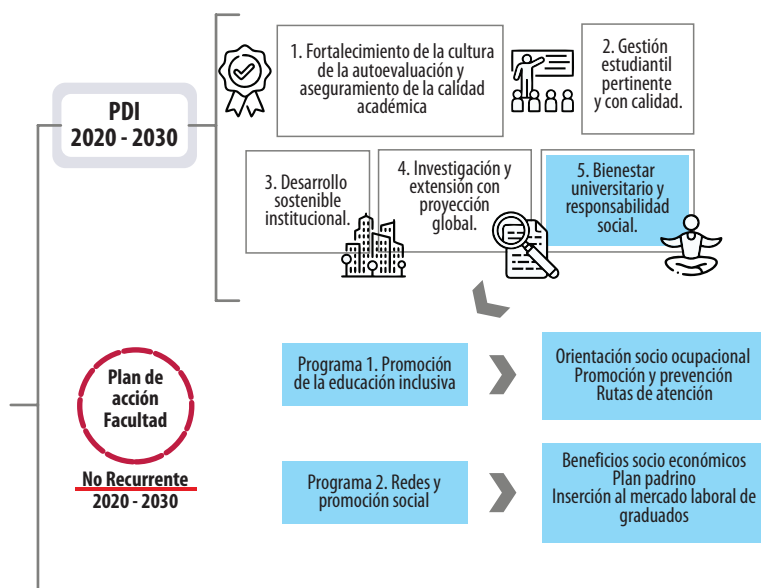 PDI
2020 - 2030
1. Fortalecimiento de la cultura
de la autoevaluación y
aseguramiento de la calidad
académica
2. Gestión
estudiantil
pertinente
y con calidad.
3. Desarrollo
sostenible
institucional.
4. Investigación y
extensión con
proyección
global.
5. Bienestar
universitario y
responsabilidad
social.
Plan de
acción
Facultad
No Recurrente
2020 - 2030
Programa 1. Promoción
de la educación inclusiva
Orientación socio ocupacional
Promoción y prevención
Rutas de atención
Programa 2. Redes y
promoción social
Beneficios socio económicos
Plan padrino
Inserción al mercado laboral de
graduados